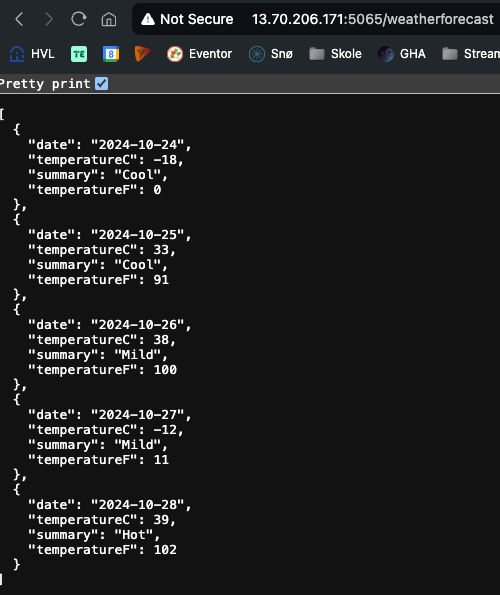 Not Secure 13.70.206.171:5065/weatherforecast
HVL TE 8 Eventor Snø Skole GHA Stream
Pretty print
[
{
"date": "2024-10-24",
"temperatureC": -18,
"summary": "Cool",
"temperatureF": 0
},
{
"date": "2024-10-25",
"temperatureC": 33,
"summary": "Cool",
"temperatureF": 91
},
{
"date": "2024-10-26",
"temperatureC": 38,
"summary": "Mild",
"temperatureF": 100
},
{
"date": "2024-10-27",
"temperatureC": -12,
"summary": "Mild",
"temperatureF": 11
},
{
"date": "2024-10-28",
"temperatureC": 39,
"summary": "Hot",
"temperatureF": 102
}
]